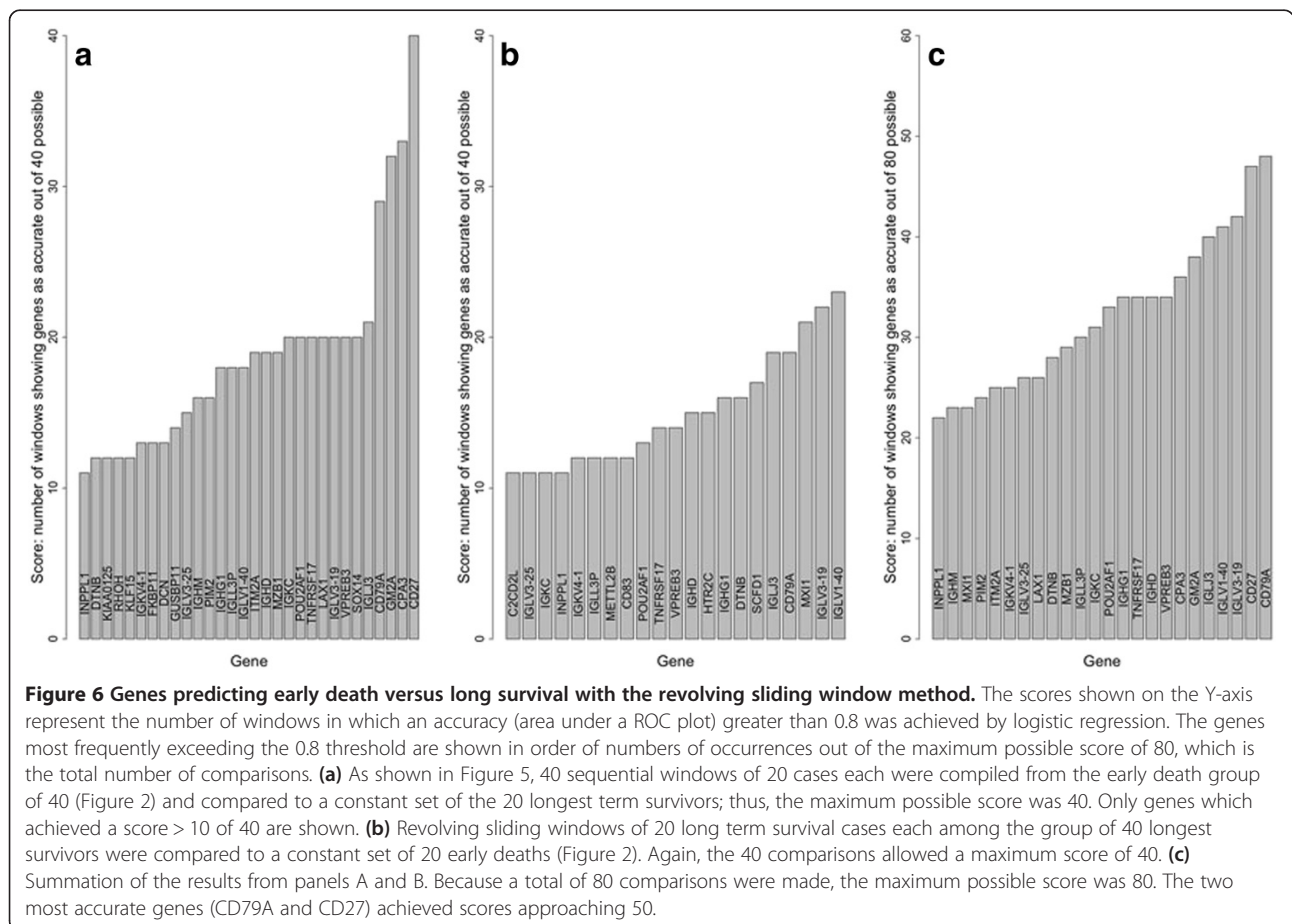 a
Score: number of windows showing genes as accurate out of 40 possible
40
30
20
10
0
INPPL1
DTNB
KIAA0125
RHOH
KLF15
IGKV4-1
FKBP11
DCN
GUSBP11
IGLV3-25
IGHM
PIM2
IGHG1
IGLL3P
IGLV1-40
ITM2A
IGHD
MZB1
IGKC
POU2AF1
TNFRSF17
LAX1
IGLV3-19
VPREB3
SOX14
IGLJ3
CD79A
GM2A
CPA3
CD27
Gene
b
Score: number of windows showing genes as accurate out of 40 possible
40
30
20
10
0
C2CD2L
IGLV3-25
IGKC
INPPL1
IGKV4-1
IGLL3P
METTL2B
CD83
POU2AF1
TNFRSF17
VPREB3
IGHD
HTR2C
IGHG1
DTNB
SCFD1
IGLJ3
CD79A
MXI1
IGLV3-19
IGLV1-40
Gene
c
Score: number of windows showing genes as accurate out of 80 possible
60
50
40
30
20
10
0
INPPL1
IGHM
MXI1
PIM2
ITM2A
IGKV4-1
IGLV3-25
LAX1
DTNB
MZB1
IGLL3P
IGKC
POU2AF1
IGHG1
TNFRSF17
IGHD
VPREB3
CPA3
GM2A
IGLJ3
IGLV1-40
IGLV3-19
CD27
CD79A
Gene
Figure 6 Genes predicting early death versus long survival with the revolving sliding window method. The scores shown on the Y-axis
represent the number of windows in which an accuracy (area under a ROC plot) greater than 0.8 was achieved by logistic regression. The genes
most frequently exceeding the 0.8 threshold are shown in order of numbers of occurrences out of the maximum possible score of 80, which is
the total number of comparisons. (a) As shown in Figure 5, 40 sequential windows of 20 cases each were compiled from the early death group
of 40 (Figure 2) and compared to a constant set of the 20 longest term survivors; thus, the maximum possible score was 40. Only genes which
achieved a score > 10 of 40 are shown. (b) Revolving sliding windows of 20 long term survival cases each among the group of 40 longest
survivors were compared to a constant set of 20 early deaths (Figure 2). Again, the 40 comparisons allowed a maximum score of 40. (c)
Summation of the results from panels A and B. Because a total of 80 comparisons were made, the maximum possible score was 80. The two
most accurate genes (CD79A and CD27) achieved scores approaching 50.